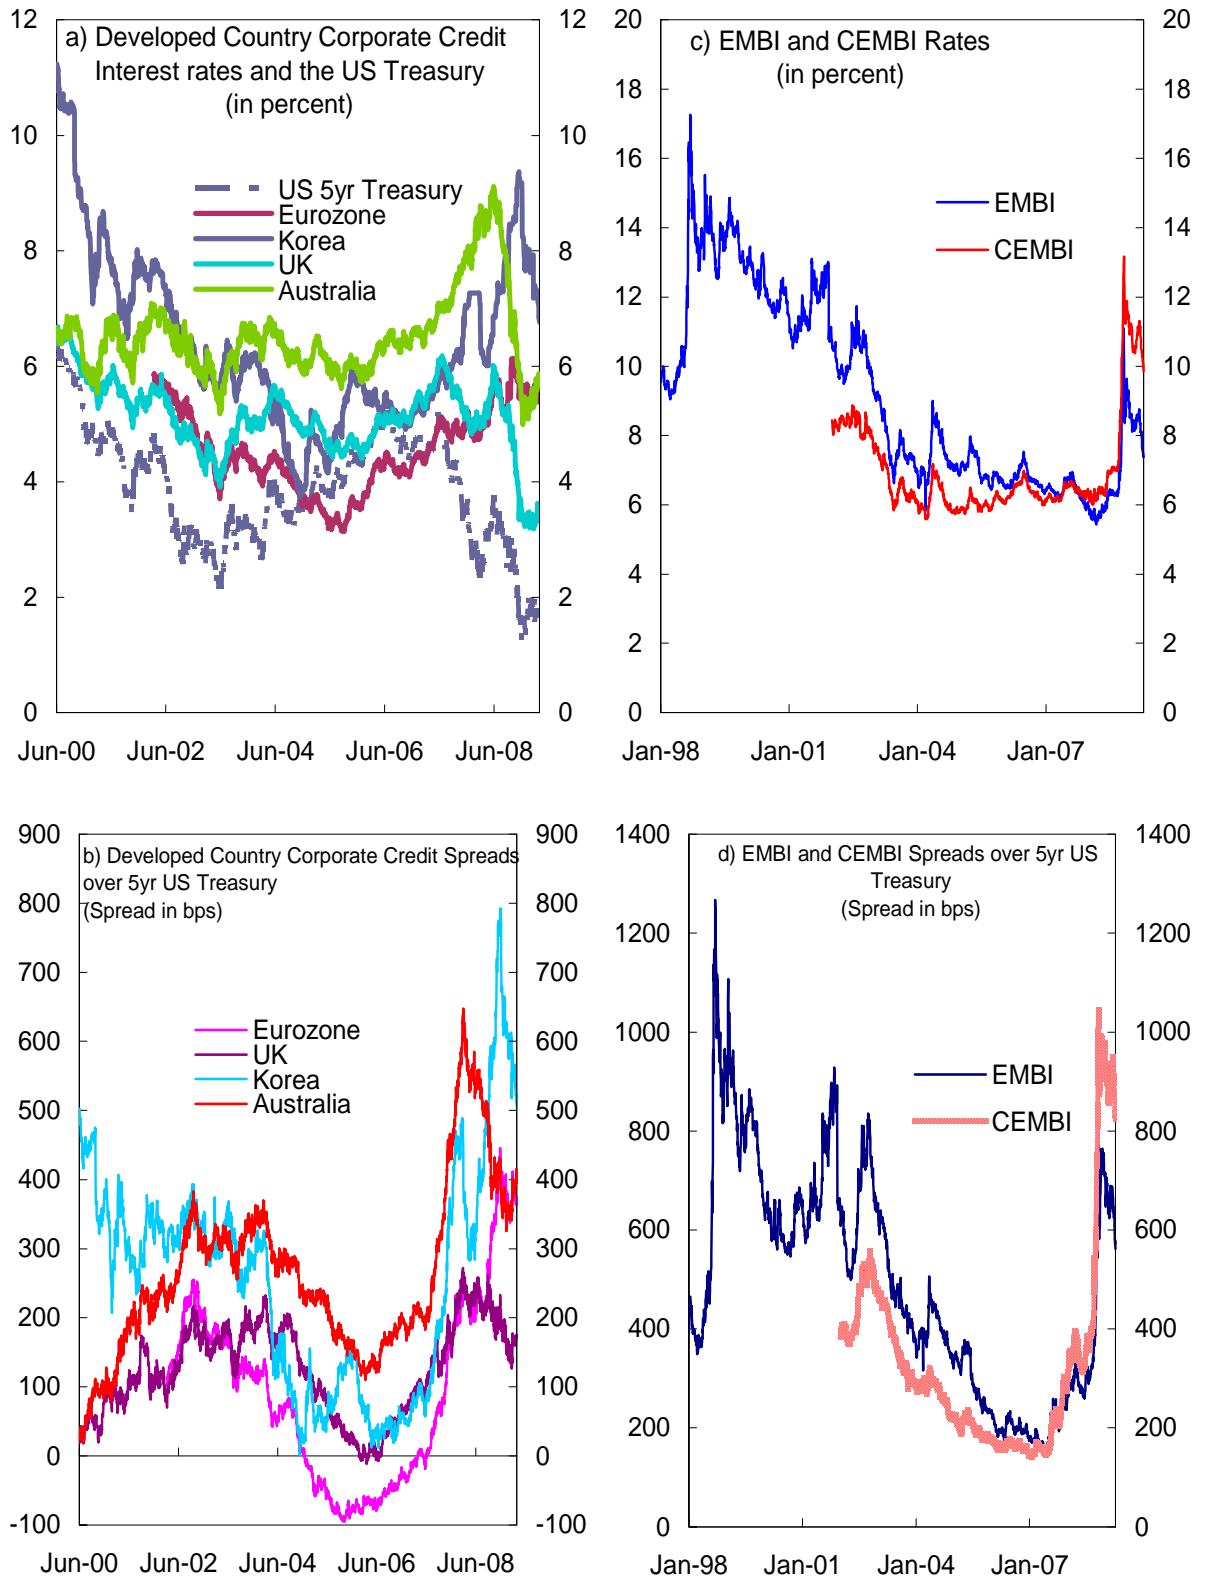 a) Developed Country Corporate Credit
Interest rates and the US Treasury
(in percent)
12
10
8
6
4
2
0
12
10
8
6
4
2
0
US 5yr Treasury
Eurozone
Korea
UK
Australia
Jun-00
Jun-02
Jun-04
Jun-06
Jun-08
c) EMBI and CEMBI Rates
(in percent)
20
18
16
14
12
10
8
6
4
2
0
20
18
16
14
12
10
8
6
4
2
0
EMBI
CEMBI
Jan-98
Jan-01
Jan-04
Jan-07
b) Developed Country Corporate Credit Spreads
over 5yr US Treasury
(Spread in bps)
900
800
700
600
500
400
300
200
100
0
-100
900
800
700
600
500
400
300
200
100
0
-100
Eurozone
UK
Korea
Australia
Jun-00
Jun-02
Jun-04
Jun-06
Jun-08
d) EMBI and CEMBI Spreads over 5yr US
Treasury
(Spread in bps)
1400
1200
1000
800
600
400
200
0
1400
1200
1000
800
600
400
200
0
EMBI
CEMBI
Jan-98
Jan-01
Jan-04
Jan-07